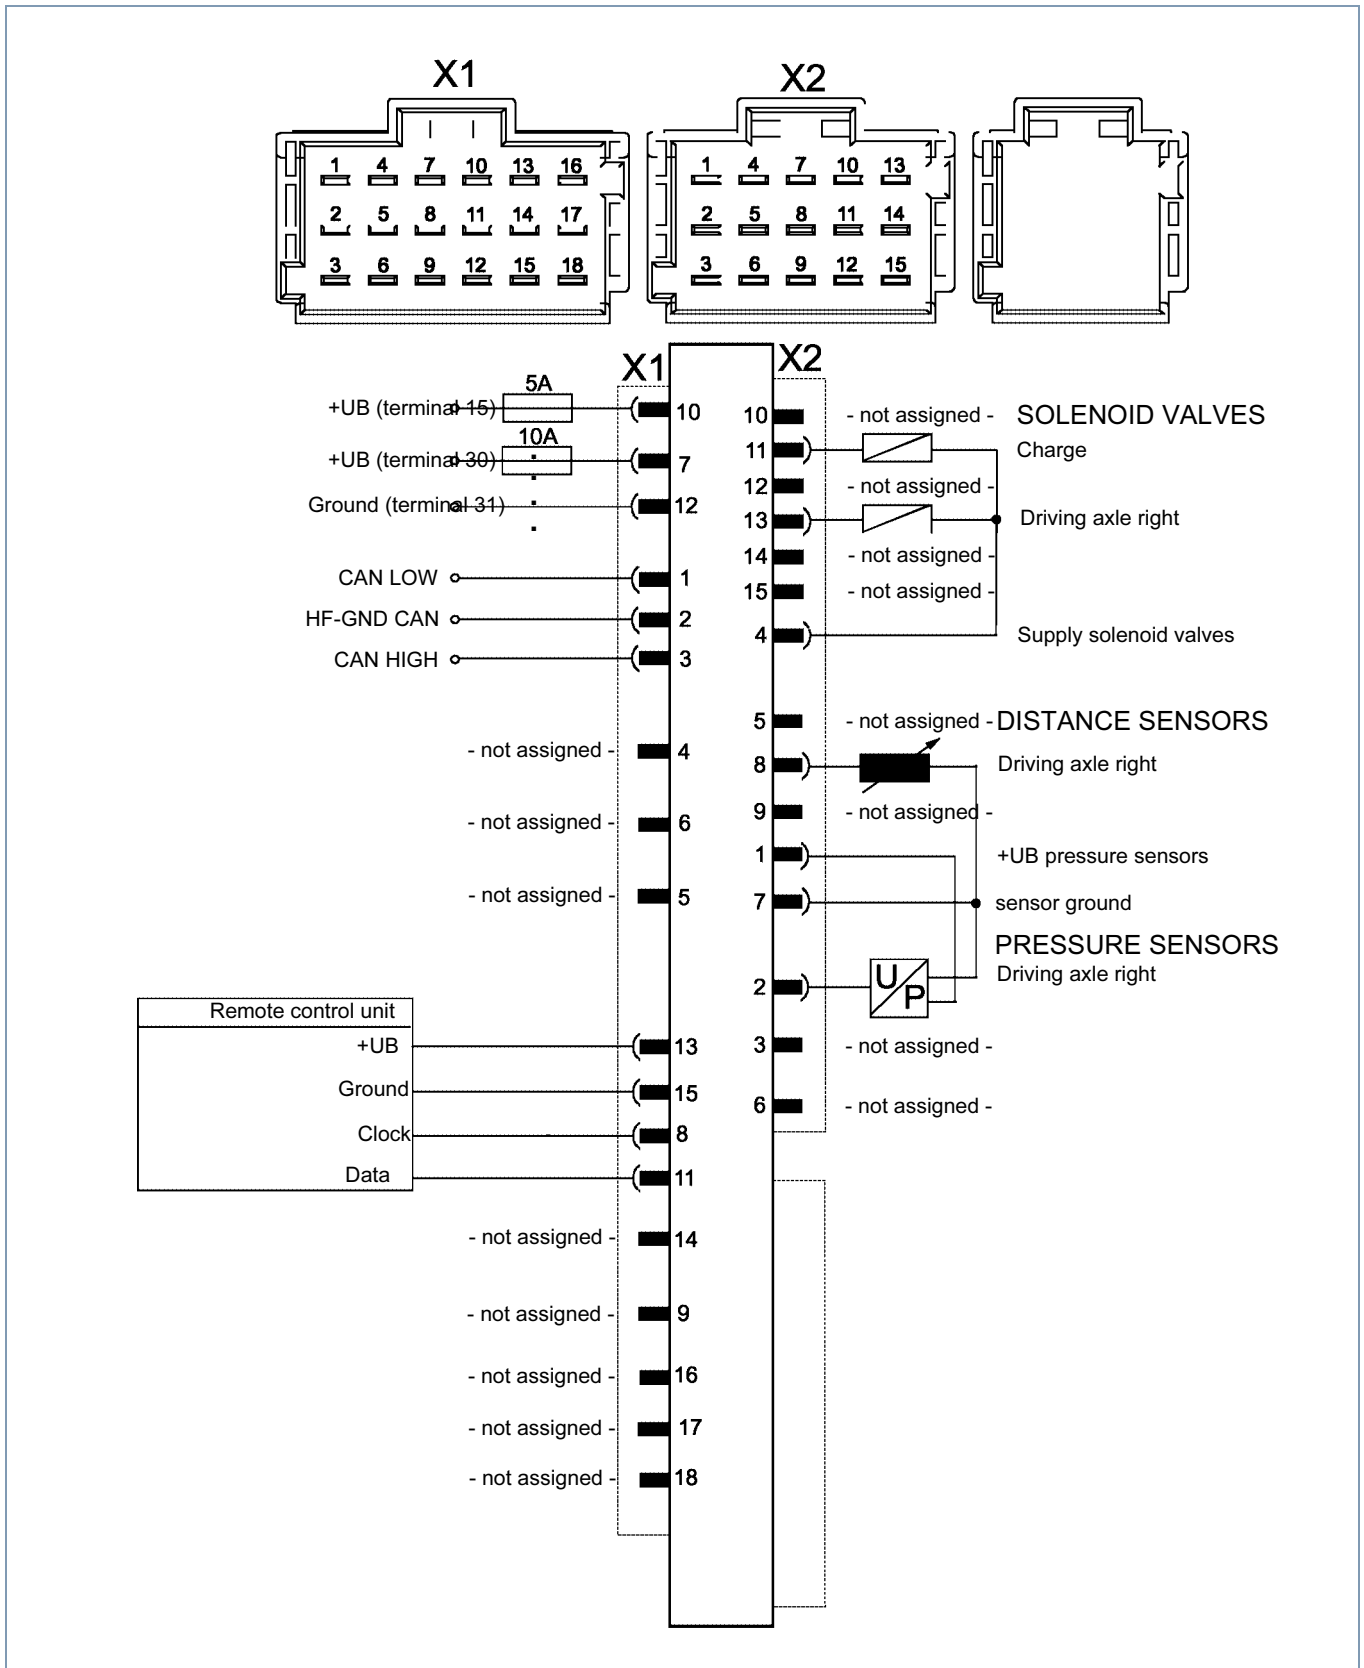 X1 X2
1 4 7 10 13 16 1 4 7 10 13
2 5 8 11 14 17 2 5 8 11 14
3 6 9 12 15 18 3 6 9 12 15
X1 X2
5A
+UB (terminal 15) 10 10 - not assigned - SOLENOID VALVES
10A
11 Charge
+UB (terminal 30) 7
12 - not assigned -
Ground (terminal 31) 12
13 Driving axle right
14 - not assigned -
CAN LOW 1
15 - not assigned -
HF-GND CAN 2
4 Supply solenoid valves
CAN HIGH 3
5 - not assigned - DISTANCE SENSORS
- not assigned - 4
8 Driving axle right
9 - not assigned -
- not assigned - 6
1 +UB pressure sensors
- not assigned - 5
7 sensor ground
PRESSURE SENSORS
2 U/P Driving axle right
Remote control unit
+UB 13
3 - not assigned -
Ground 15
6 - not assigned -
Clock 8
Data 11
- not assigned - 14
- not assigned - 9
- not assigned - 16
- not assigned - 17
- not assigned - 18